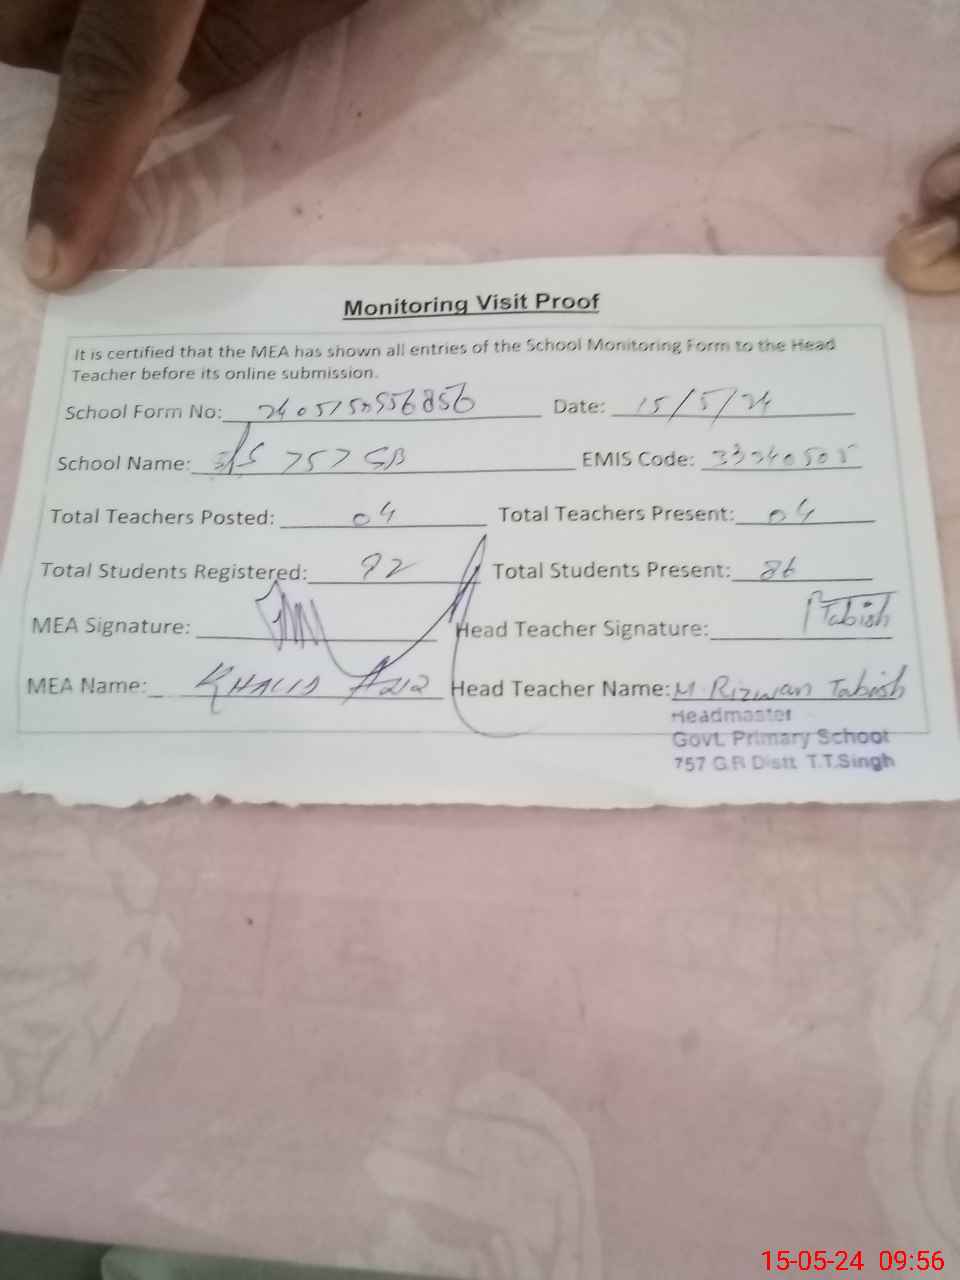 Monitoring Visit Proof
It is certified that the MEA has shown all entries of the School Monitoring Form to the Head
Teacher before its online submission.
School Form No: Date: 15/5/24
School Name: 757 GB EMIS Code: 33240505
Total Teachers Posted: 04 Total Teachers Present: 04
Total Students Registered: 92 Total Students Present: 86
MEA Signature: Head Teacher Signature: Tabish
MEA Name: KHALID Head Teacher Name: M. Rizwan Tabish
Headmaster
Govt. Primary School
757 G.B Distt T.T.Singh
15-05-24 09:56